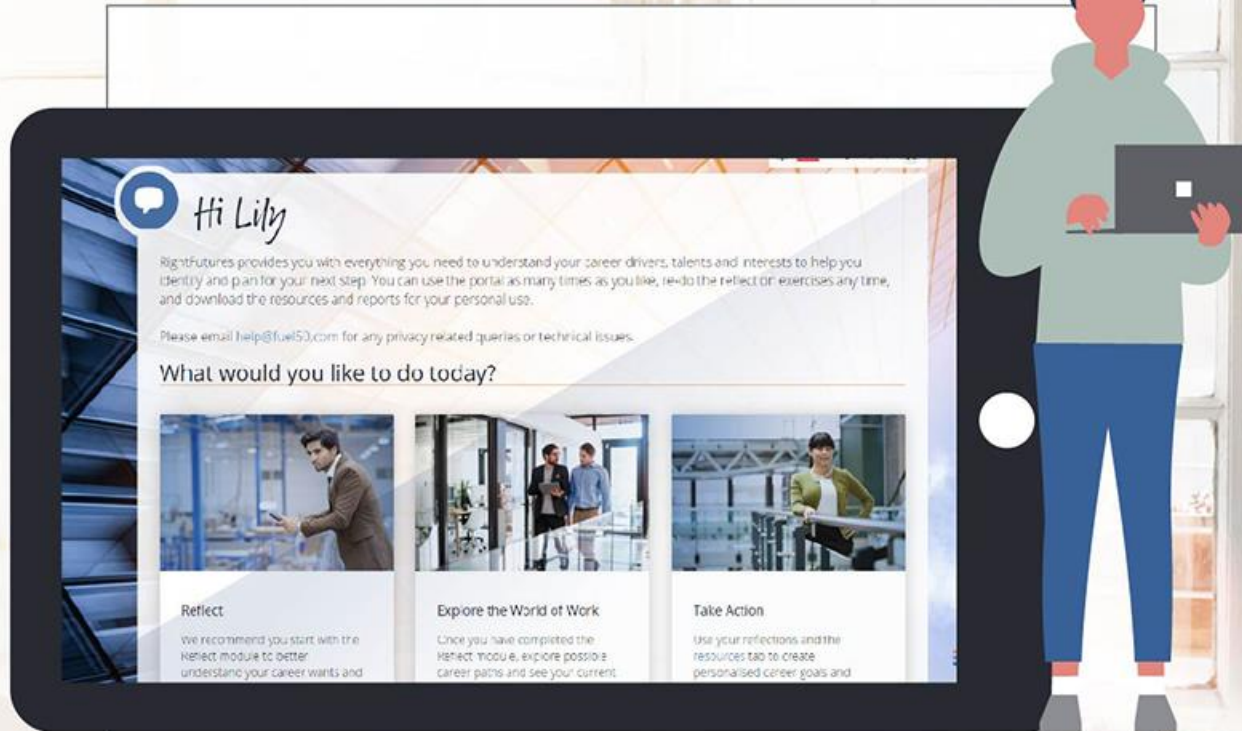 Hi Lily
RightFutures provides you with everything you need to understand your career drivers, talents and interests to help you
identify and plan for your next step. You can use the portal as many times as you like, re-do the reflection exercises any time,
and download the resources and reports for your personal use.
Please email help@fuel50.com for any privacy related queries or technical issues.
What would you like to do today?
Reflect
We recommend you start with the
Reflect module to better
understand your career wants and
Explore the World of Work
Once you have completed the
Reflect module, explore possible
career paths and see your current
Take Action
Use your reflections and the
resources tab to create
personalised career goals and